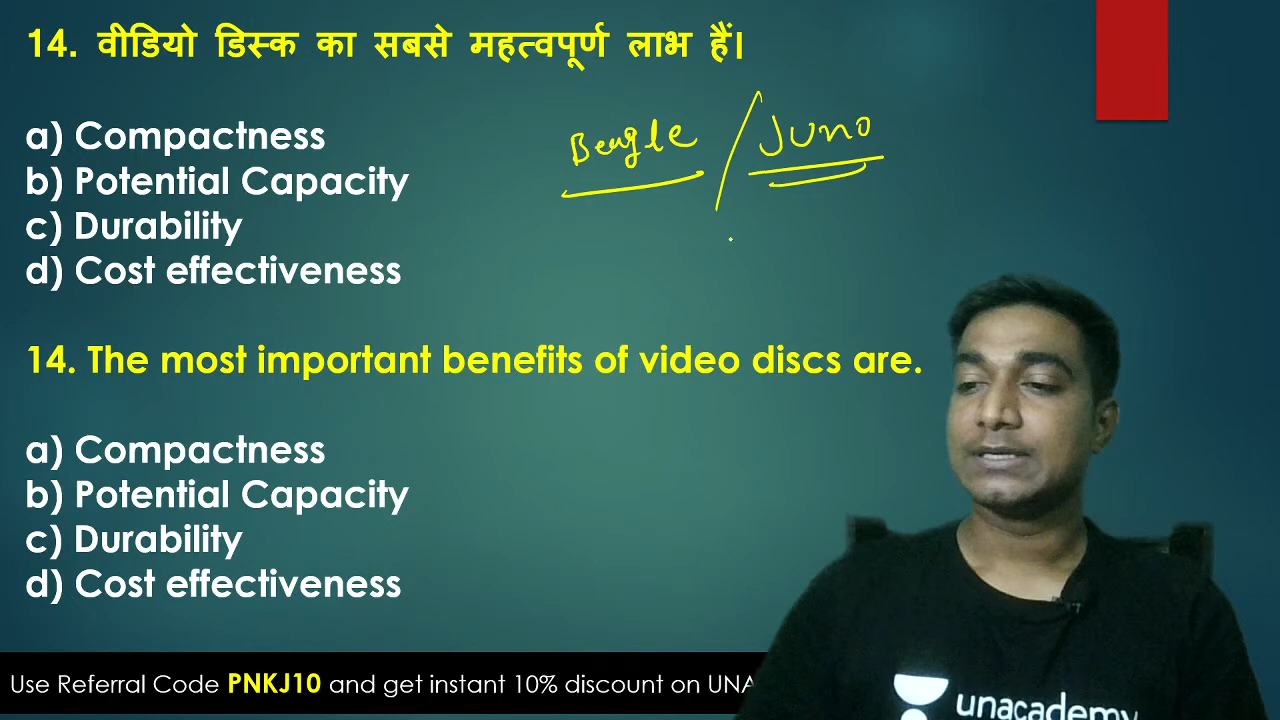 14. वीडियो डिस्क का सबसे महत्वपूर्ण लाभ हैं।
a) Compactness
b) Potential Capacity
c) Durability
d) Cost effectiveness
Beagle / Juno
14. The most important benefits of video discs are.
a) Compactness
b) Potential Capacity
c) Durability
d) Cost effectiveness
Use Referral Code PNKJ10 and get instant 10% discount on UNA
unacademy